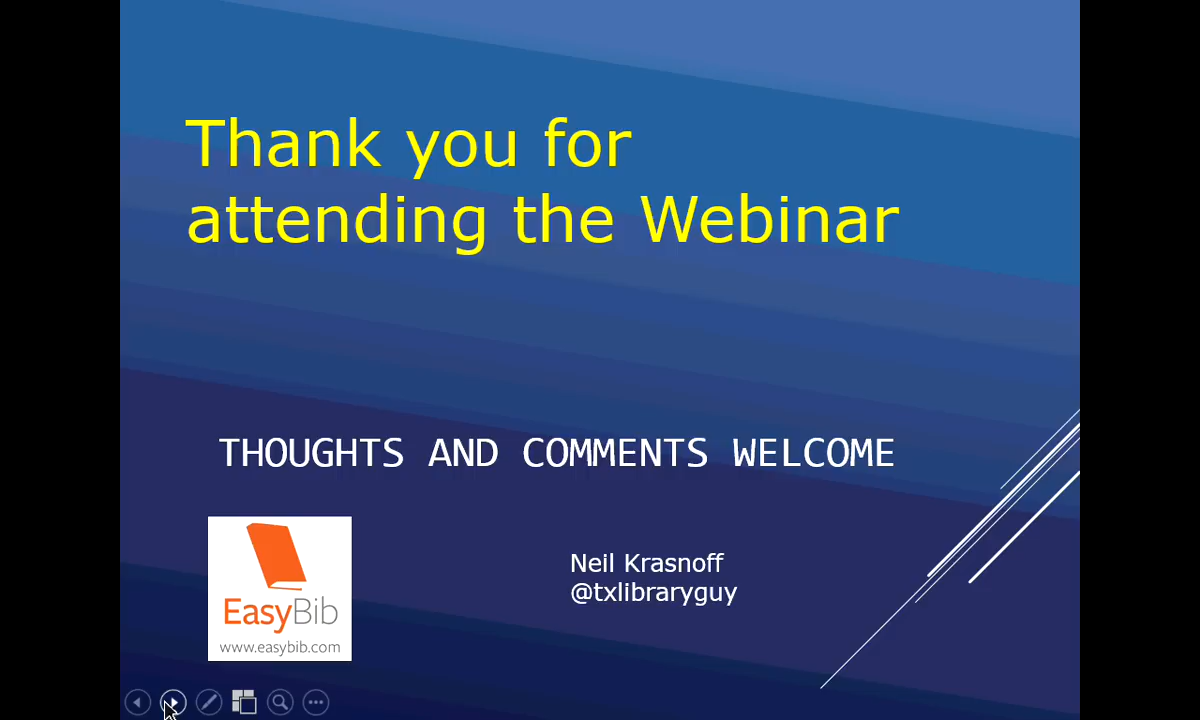 Thank you for
attending the Webinar
THOUGHTS AND COMMENTS WELCOME
EasyBib
www.easybib.com
Neil Krasnoff
@txlibraryguy